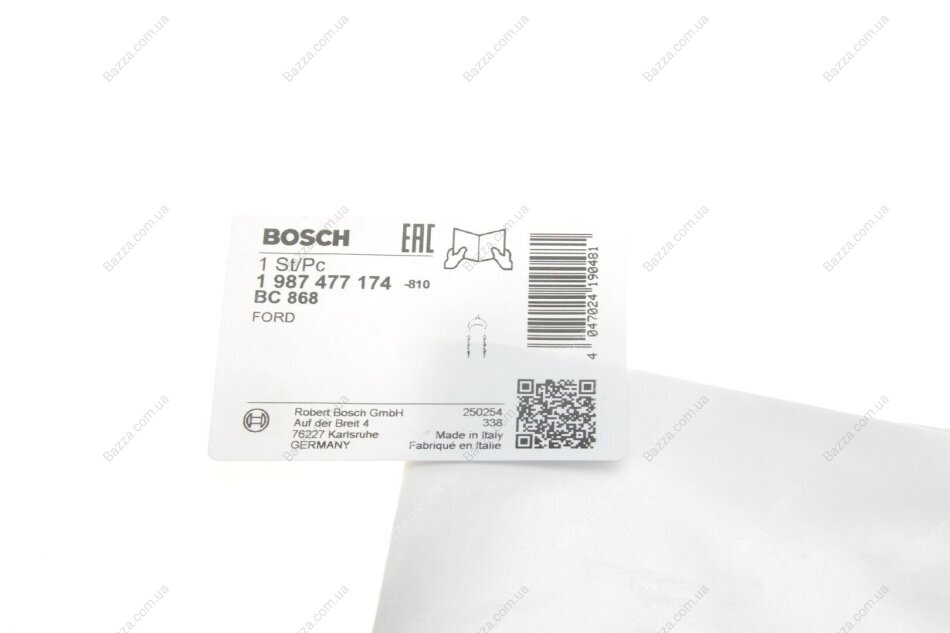 BOSCH
EAC
1 St/Pc
1 987 477 174 -810
BC 868
FORD
4 047024 190481
Robert Bosch GmbH
Auf der Breit 4
76227 Karlsruhe
GERMANY
250254
338
Made in Italy
Fabriqué en Italie
Bazza.com.ua